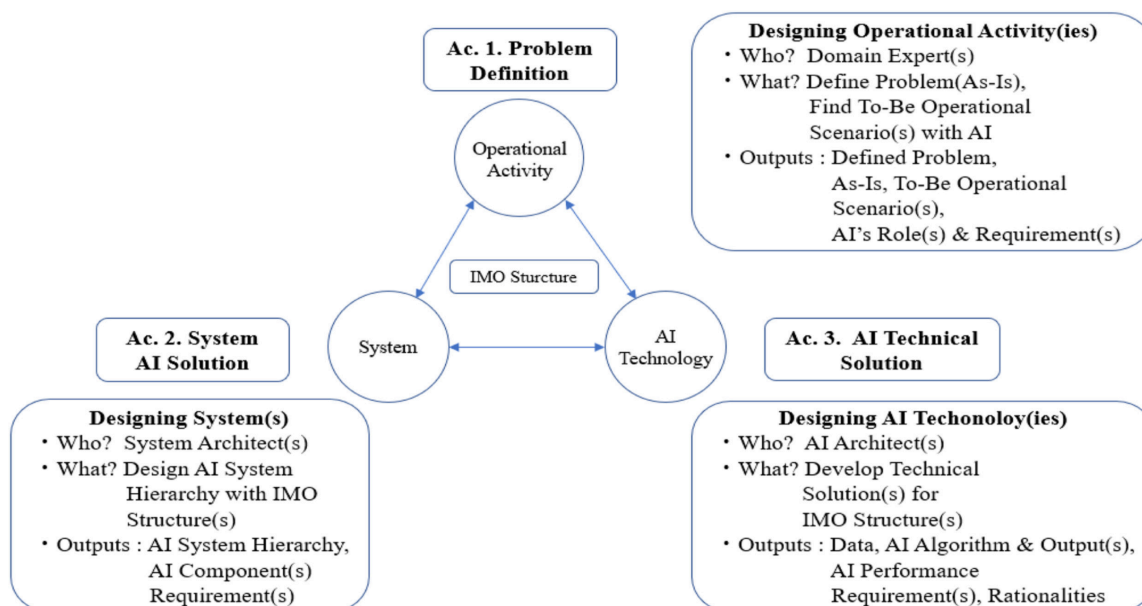 Ac. 1. Problem
Definition
Designing Operational Activity(ies)
・Who? Domain Expert(s)
・What? Define Problem(As-Is),
Find To-Be Operational
Scenario(s) with AI
・Outputs : Defined Problem,
As-Is, To-Be Operational
Scenario(s),
AI's Role(s) & Requirement(s)
Operational
Activity
IMO Sturcture
Ac. 2. System
AI Solution
System
AI
Technology
Ac. 3. AI Technical
Solution
Designing System(s)
・Who? System Architect(s)
・What? Design AI System
Hierarchy with IMO
Structure(s)
・Outputs : AI System Hierarchy,
AI Component(s)
Requirement(s)
Designing AI Techonoloy(ies)
・Who? AI Architect(s)
・What? Develop Technical
Solution(s) for
IMO Structure(s)
・Outputs : Data, AI Algorithm & Output(s),
AI Performance
Requirement(s), Rationalities